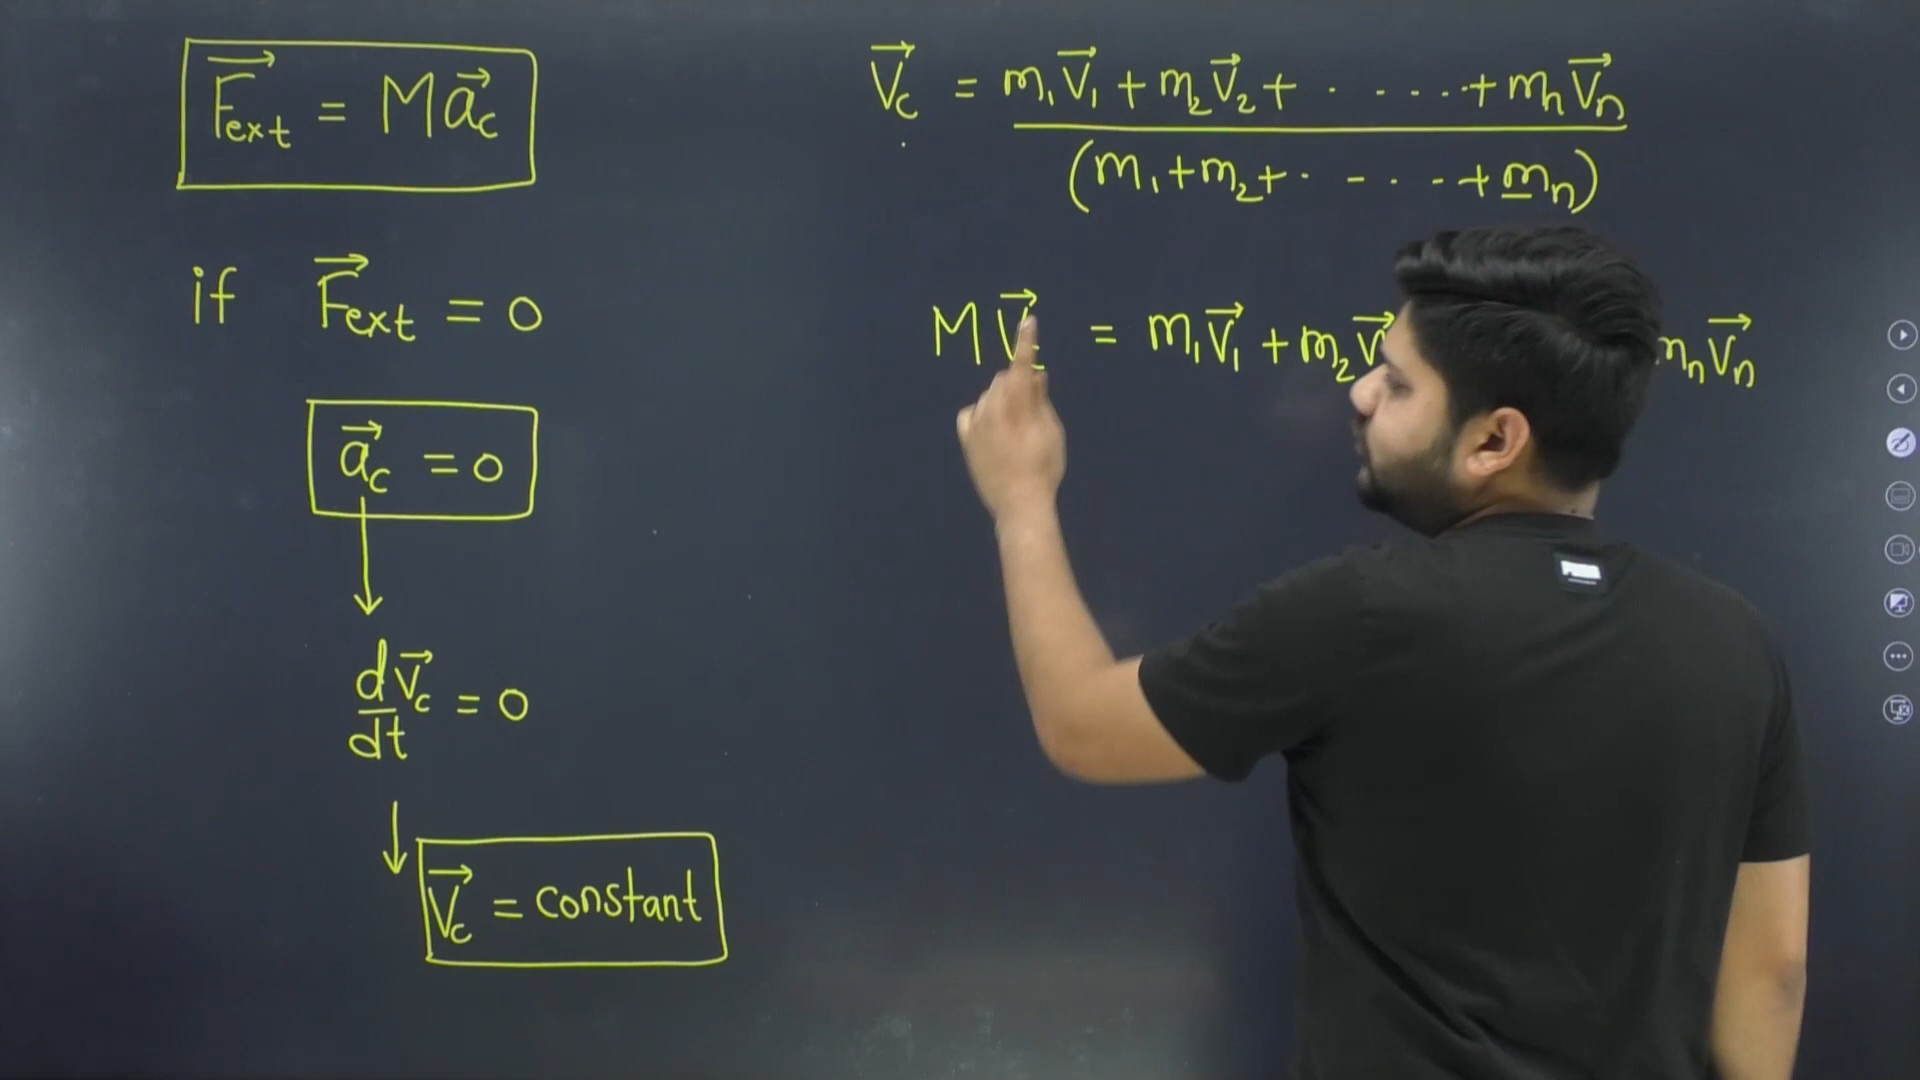 F⃗ext = Ma⃗c
if F⃗ext = 0
a⃗c = 0
dV⃗c/dt = 0
V⃗c = constant
V⃗c = m₁V⃗₁ + m₂V⃗₂ + · · · · · + mₙV⃗ₙ
(m₁ + m₂ + · - · · - + mₙ)
MV⃗c = m₁V⃗₁ + m₂V⃗ mₙV⃗ₙ
PUMA